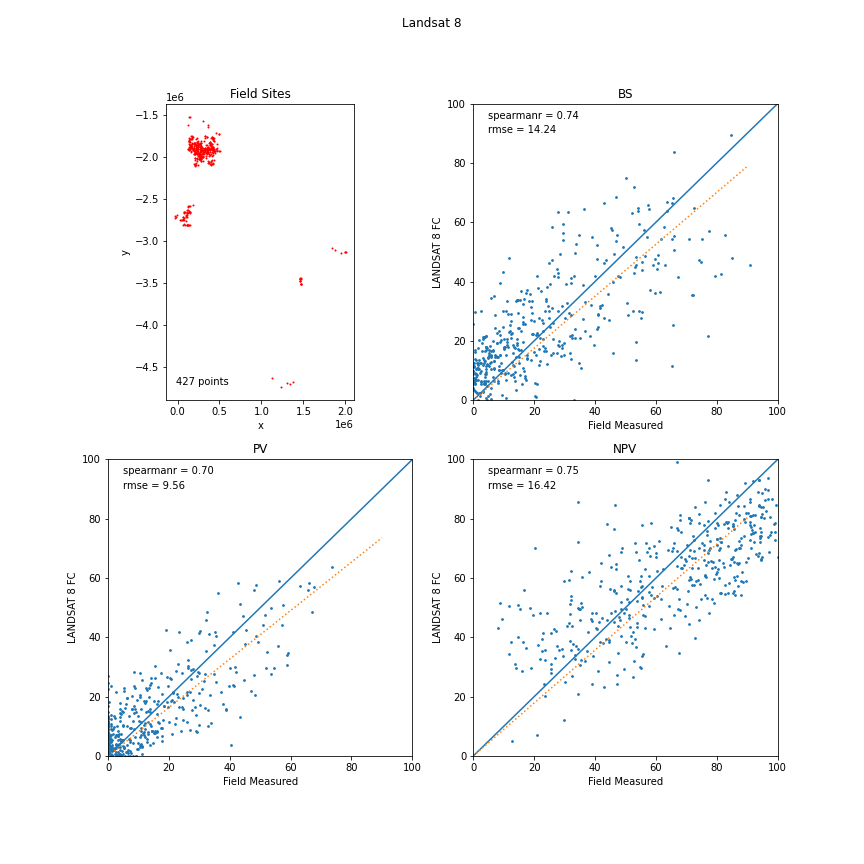 Landsat 8
Field Sites
1e6
−1.5
−2.0
−2.5
−3.0
−3.5
−4.0
−4.5
y
427 points
0.0 0.5 1.0 1.5 2.0
x
1e6
BS
spearmanr = 0.74
rmse = 14.24
100
80
60
40
20
0
LANDSAT 8 FC
0 20 40 60 80 100
Field Measured
PV
spearmanr = 0.70
rmse = 9.56
100
80
60
40
20
0
LANDSAT 8 FC
0 20 40 60 80 100
Field Measured
NPV
spearmanr = 0.75
rmse = 16.42
100
80
60
40
20
0
LANDSAT 8 FC
0 20 40 60 80 100
Field Measured